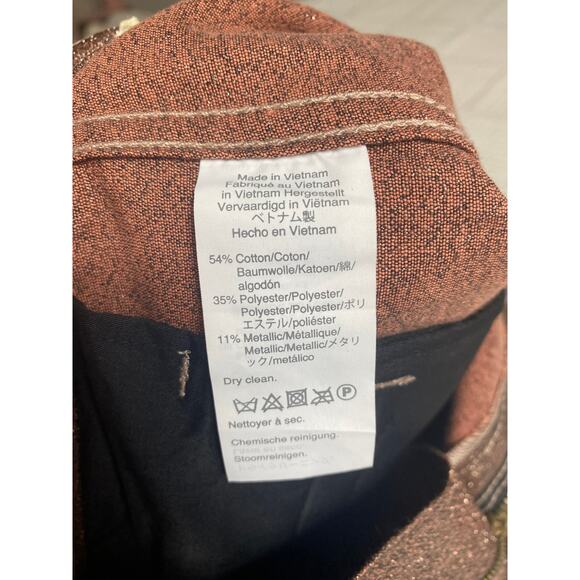 Made in Vietnam
Fabriqué au Vietnam
in Vietnam Hergestellt
Vervaardigd in Viëtnam
ベトナム製
Hecho en Vietnam
54% Cotton/Coton/
Baumwolle/Katoen/綿/
algodón
35% Polyester/Polyester/
Polyester/Polyester/ポリ
エステル/poliéster
11% Metallic/Métallique/
Metallic/Metallic/メタリ
ック/metálico
Dry clean.
P
Nettoyer à sec.
Chemische reinigung.
Stoomreinigen.